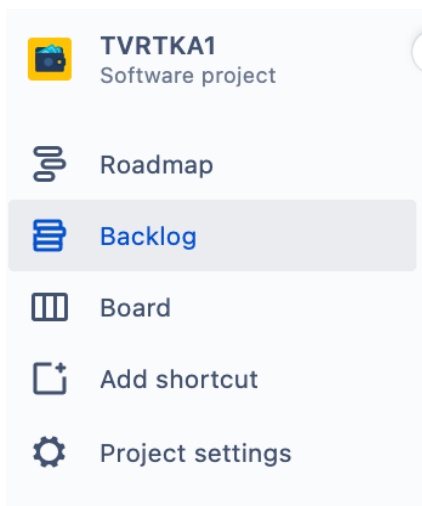 TVRTKA1
Software project
Roadmap
Backlog
Board
Add shortcut
Project settings